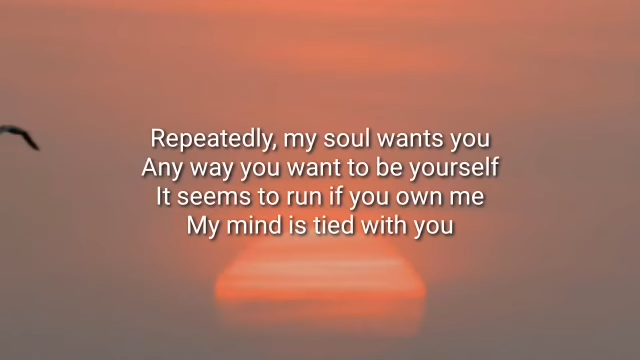 Repeatedly, my soul wants you
Any way you want to be yourself
It seems to run if you own me
My mind is tied with you